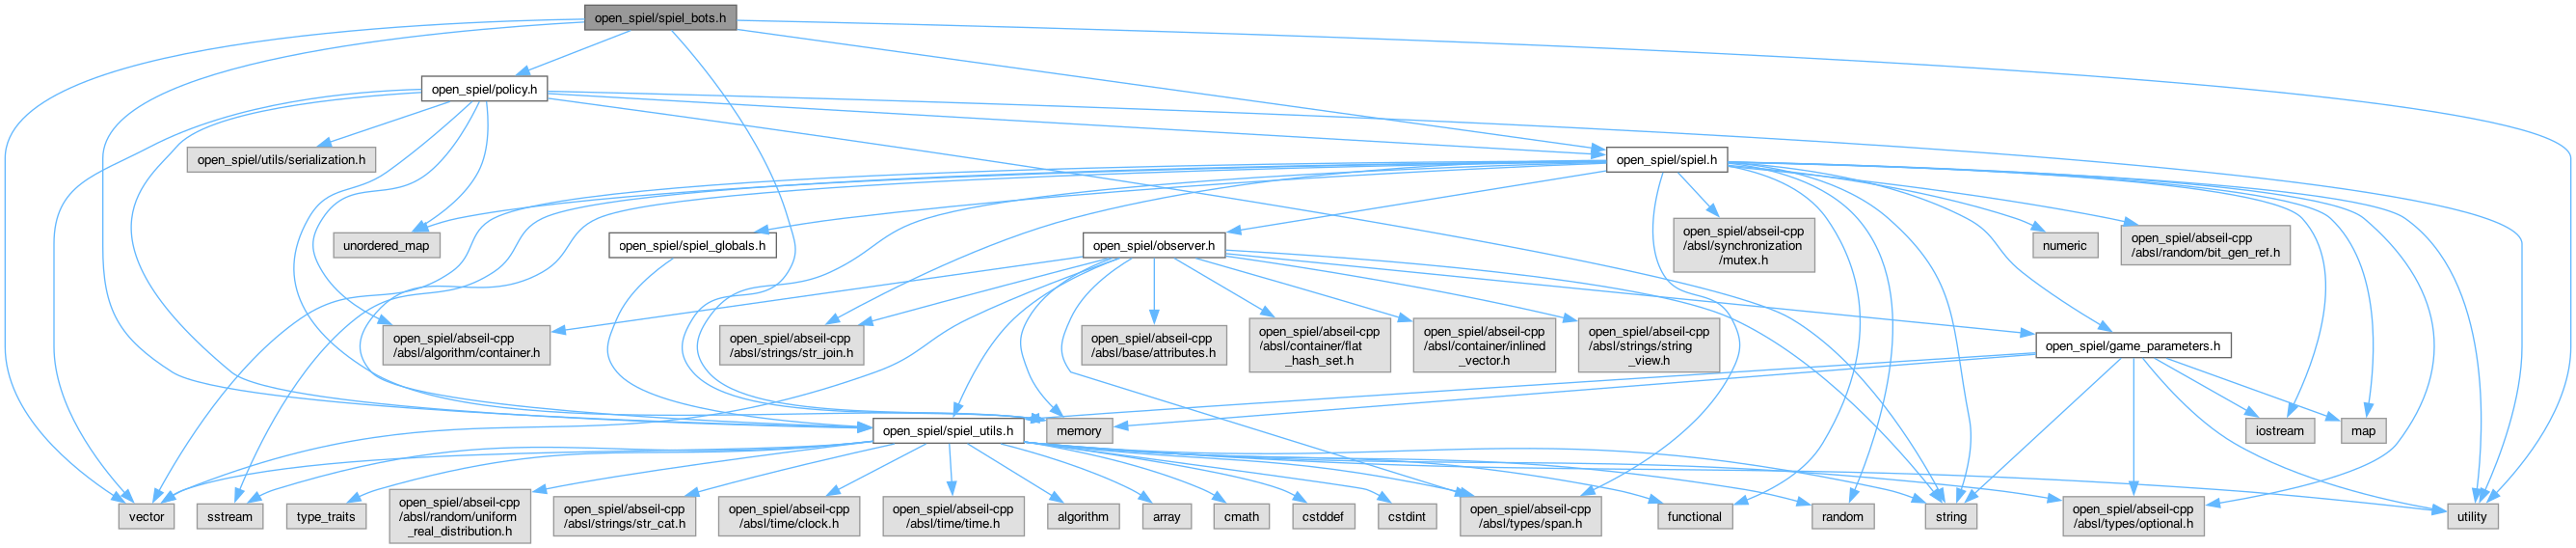 open_spiel/spiel_bots.h
open_spiel/policy.h
open_spiel/utils/serialization.h
open_spiel/spiel.h
unordered_map
open_spiel/spiel_globals.h
open_spiel/observer.h
open_spiel/abseil-cpp
/absl/synchronization
/mutex.h
numeric
open_spiel/abseil-cpp
/absl/random/bit_gen_ref.h
open_spiel/abseil-cpp
/absl/algorithm/container.h
open_spiel/abseil-cpp
/absl/strings/str_join.h
open_spiel/abseil-cpp
/absl/base/attributes.h
open_spiel/abseil-cpp
/absl/container/flat
_hash_set.h
open_spiel/abseil-cpp
/absl/container/inlined
_vector.h
open_spiel/abseil-cpp
/absl/strings/string
_view.h
open_spiel/game_parameters.h
open_spiel/spiel_utils.h
memory
iostream
map
vector
sstream
type_traits
open_spiel/abseil-cpp
/absl/random/uniform
_real_distribution.h
open_spiel/abseil-cpp
/absl/strings/str_cat.h
open_spiel/abseil-cpp
/absl/time/clock.h
open_spiel/abseil-cpp
/absl/time/time.h
algorithm
array
cmath
cstddef
cstdint
open_spiel/abseil-cpp
/absl/types/span.h
functional
random
string
open_spiel/abseil-cpp
/absl/types/optional.h
utility